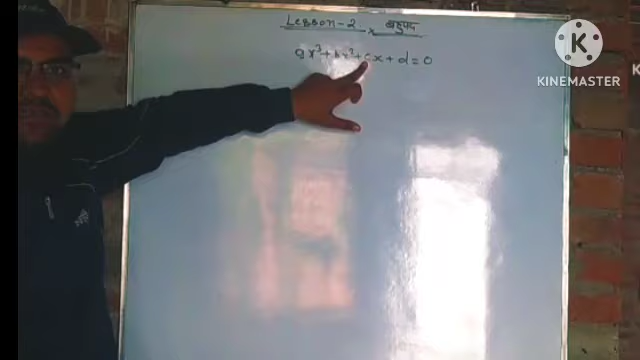 Lesson-2 बहुपद
ax³+bx²+cx+d=0
KINEMASTER
K